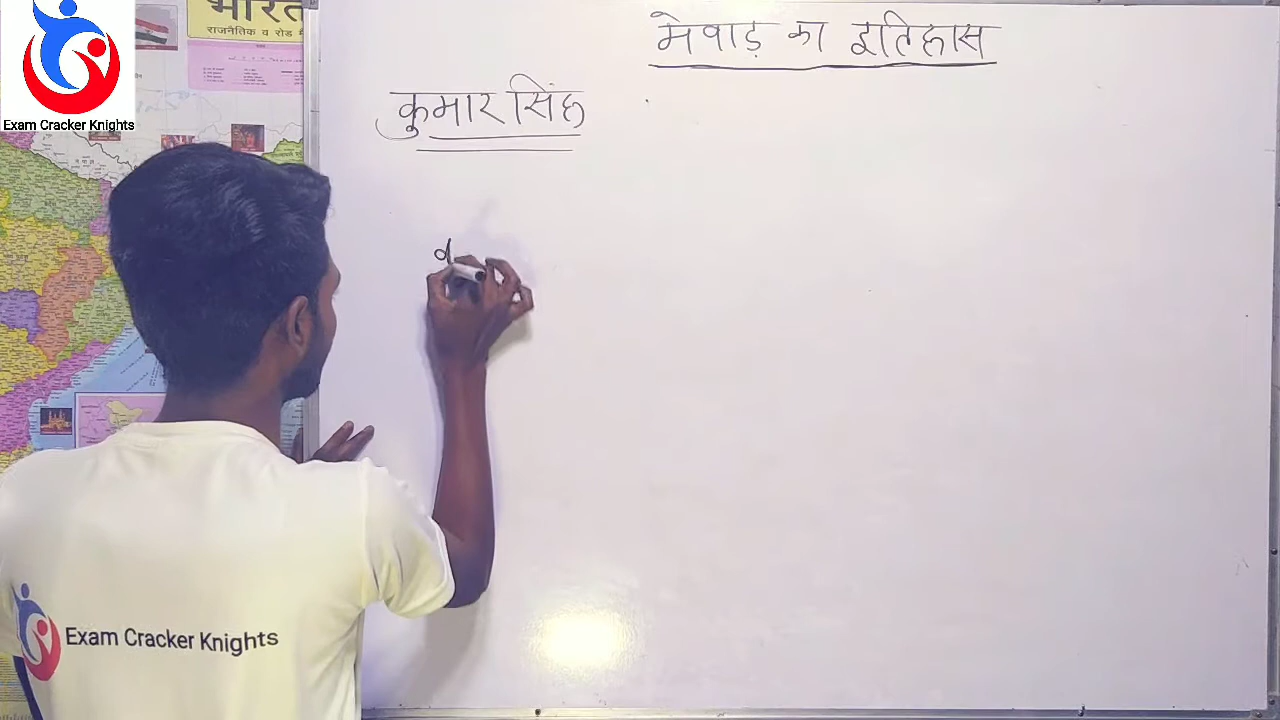 मेवाड़ का इतिहास
कुमार सिंह
भारत
राजनैतिक व रोड
Exam Cracker Knights
Exam Cracker Knights